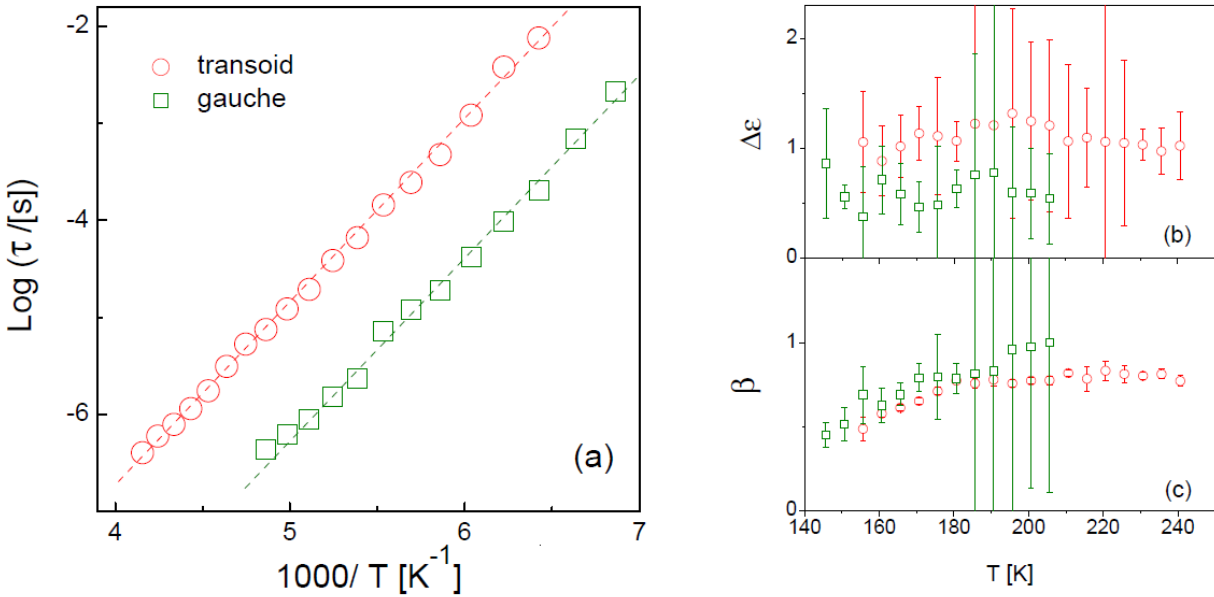 -2
-4
-6
Log (τ /[s])
transoid
gauche
(a)
4
5
6
7
1000/ T [K⁻¹]
2
1
0
Δε
(b)
1
0
β
(c)
140
160
180
200
220
240
T [K]